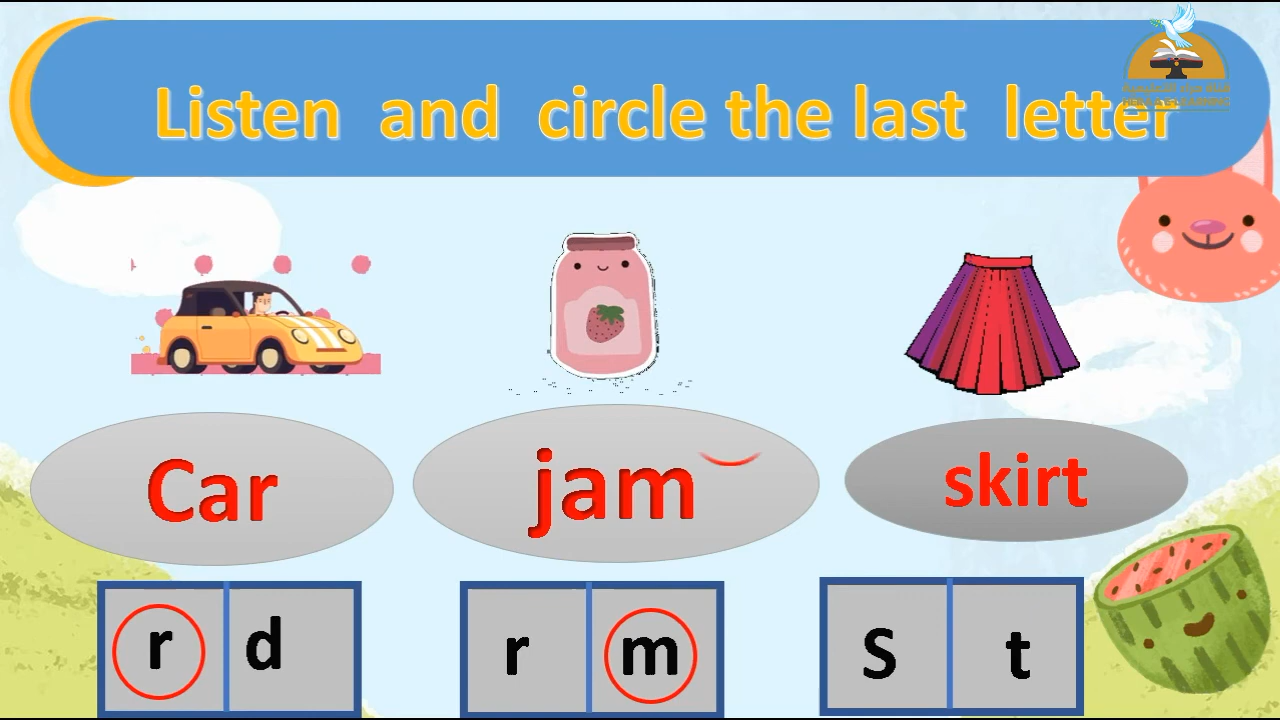 Listen and circle the last letter
Car
jam
skirt
r d
r m
S t